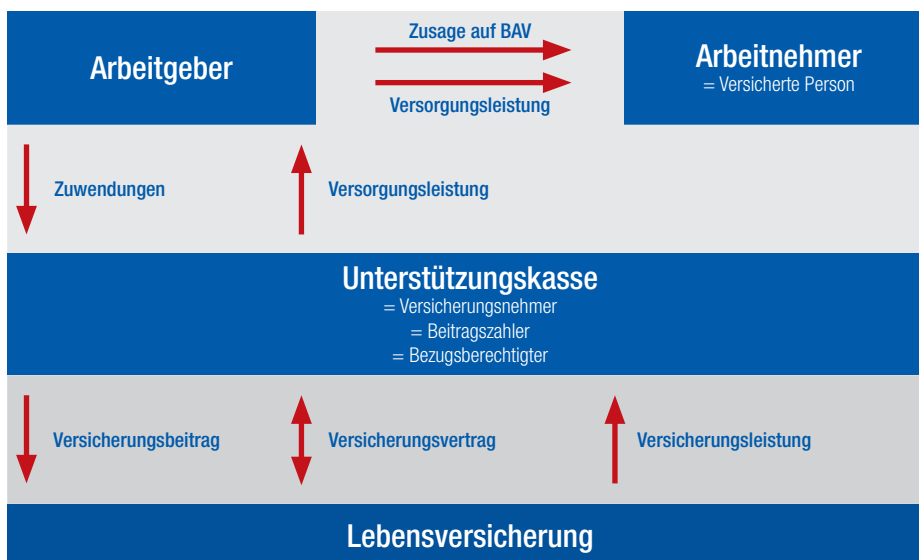 Arbeitgeber
Zusage auf BAV
Versorgungsleistung
Arbeitnehmer
= Versicherte Person
Zuwendungen
Versorgungsleistung
Unterstützungskasse
= Versicherungsnehmer
= Beitragszahler
= Bezugsberechtigter
Versicherungsbeitrag
Versicherungsvertrag
Versicherungsleistung
Lebensversicherung